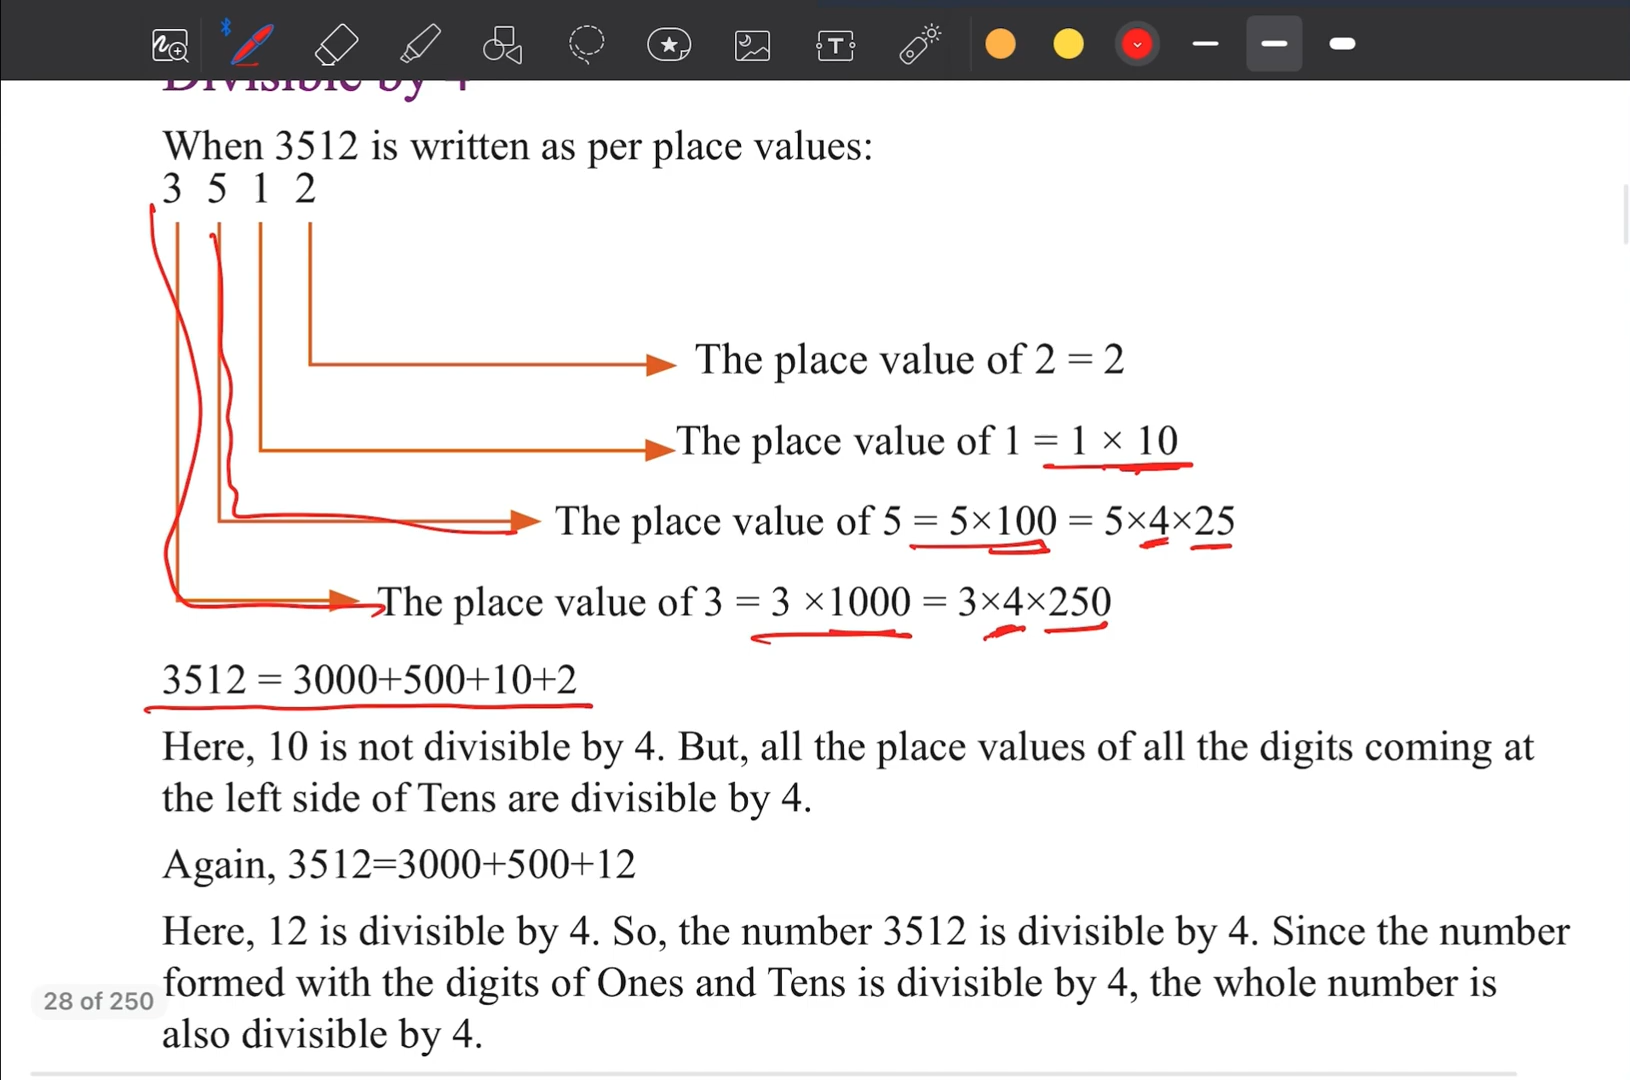 Divisible by 4
When 3512 is written as per place values:
3 5 1 2
The place value of 2 = 2
The place value of 1 = 1 × 10
The place value of 5 = 5×100 = 5×4×25
The place value of 3 = 3 ×1000 = 3×4×250
3512 = 3000+500+10+2
Here, 10 is not divisible by 4. But, all the place values of all the digits coming at
the left side of Tens are divisible by 4.
Again, 3512=3000+500+12
Here, 12 is divisible by 4. So, the number 3512 is divisible by 4. Since the number
formed with the digits of Ones and Tens is divisible by 4, the whole number is
also divisible by 4.
28 of 250